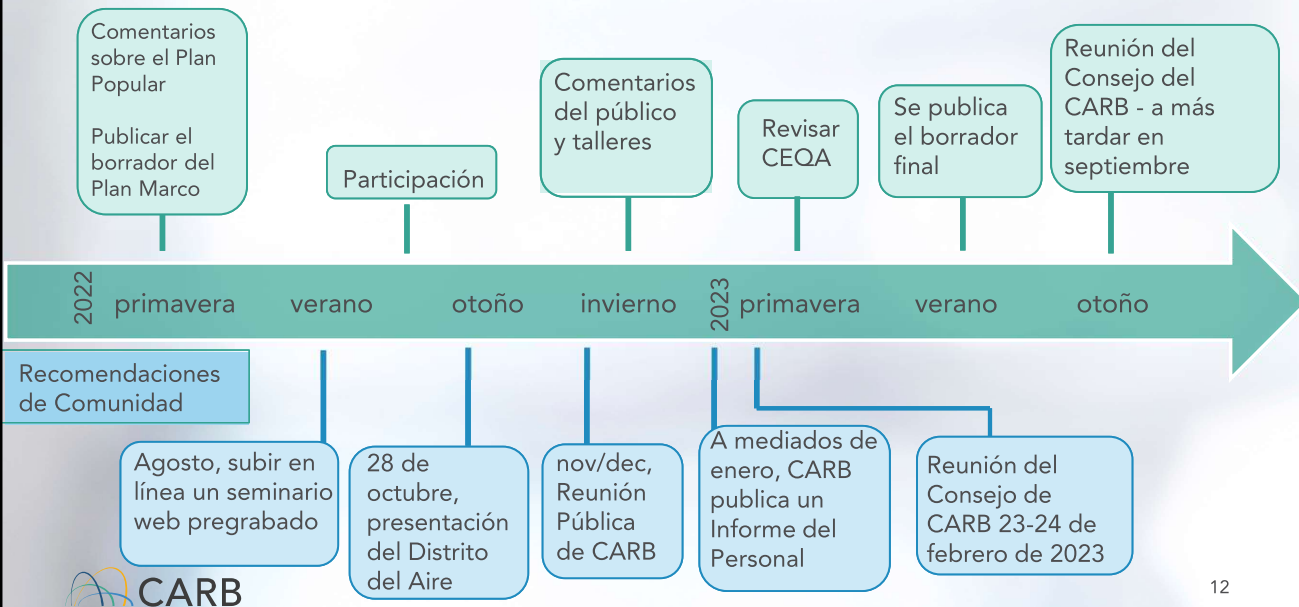 Comentarios
sobre el Plan
Popular
Publicar el
borrador del
Plan Marco
Participación
Comentarios
del público
y talleres
Revisar
CEQA
Se publica
el borrador
final
Reunión del
Consejo del
CARB - a más
tardar en
septiembre
2022
primavera
verano
otoño
invierno
2023
primavera
verano
otoño
Recomendaciones
de Comunidad
Agosto, subir en
línea un seminario
web pregrabado
28 de
octubre,
presentación
del Distrito
del Aire
nov/dec,
Reunión
Pública
de CARB
A mediados de
enero, CARB
publica un
Informe del
Personal
Reunión del
Consejo de
CARB 23-24 de
febrero de 2023
CARB
12